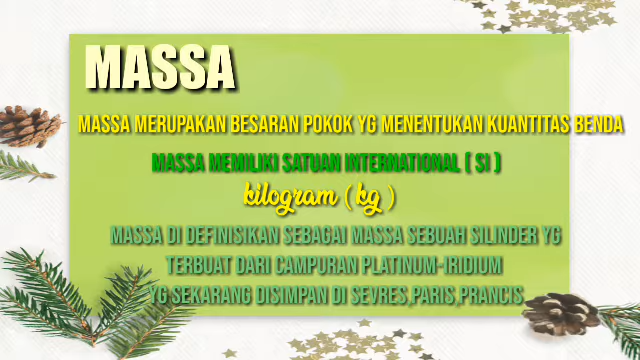 MASSA
MASSA MERUPAKAN BESARAN POKOK YG MENENTUKAN KUANTITAS BENDA
MASSA MEMILIKI SATUAN INTERNATIONAL ( SI )
kilogram ( kg )
MASSA DI DEFINISIKAN SEBAGAI MASSA SEBUAH SILINDER YG
TERBUAT DARI CAMPURAN PLATINUM-IRIDIUM
YG SEKARANG DISIMPAN DI SEVRES,PARIS,PRANCIS